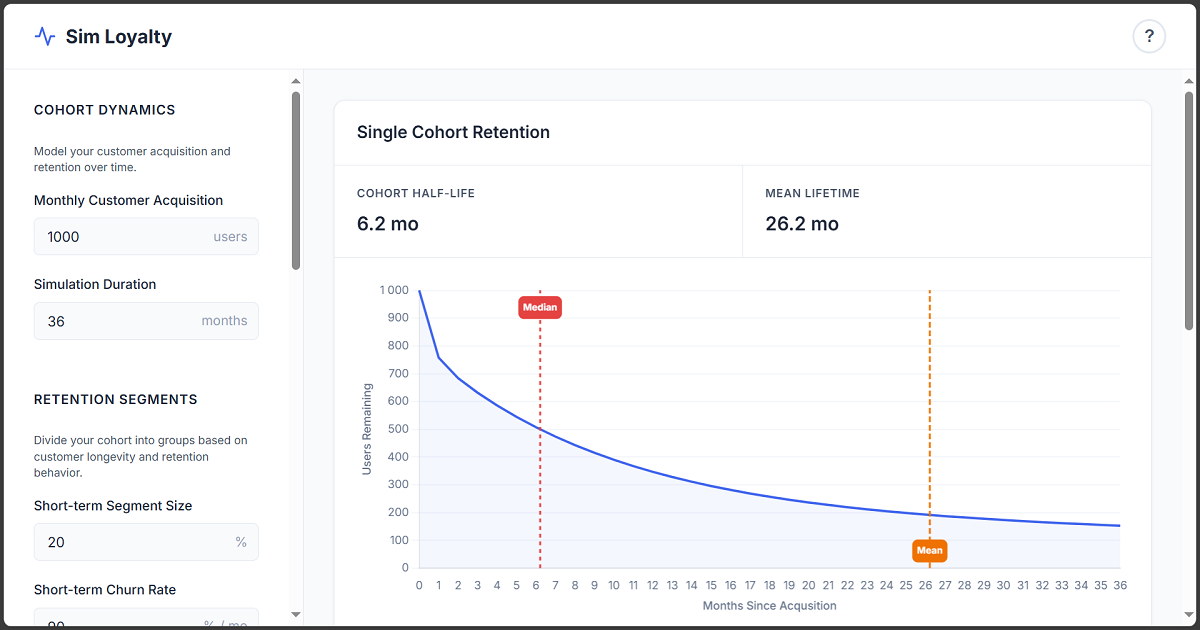 Sim Loyalty
?
COHORT DYNAMICS
Model your customer acquisition and
retention over time.
Monthly Customer Acquisition
1000 users
Simulation Duration
36 months
RETENTION SEGMENTS
Divide your cohort into groups based on
customer longevity and retention
behavior.
Short-term Segment Size
20 %
Short-term Churn Rate
90 % / mo
Single Cohort Retention
COHORT HALF-LIFE
6.2 mo
MEAN LIFETIME
26.2 mo
Users Remaining
1 000
900
800
700
600
500
400
300
200
100
0
Median
Mean
0 1 2 3 4 5 6 7 8 9 10 11 12 13 14 15 16 17 18 19 20 21 22 23 24 25 26 27 28 29 30 31 32 33 34 35 36
Months Since Acqusition